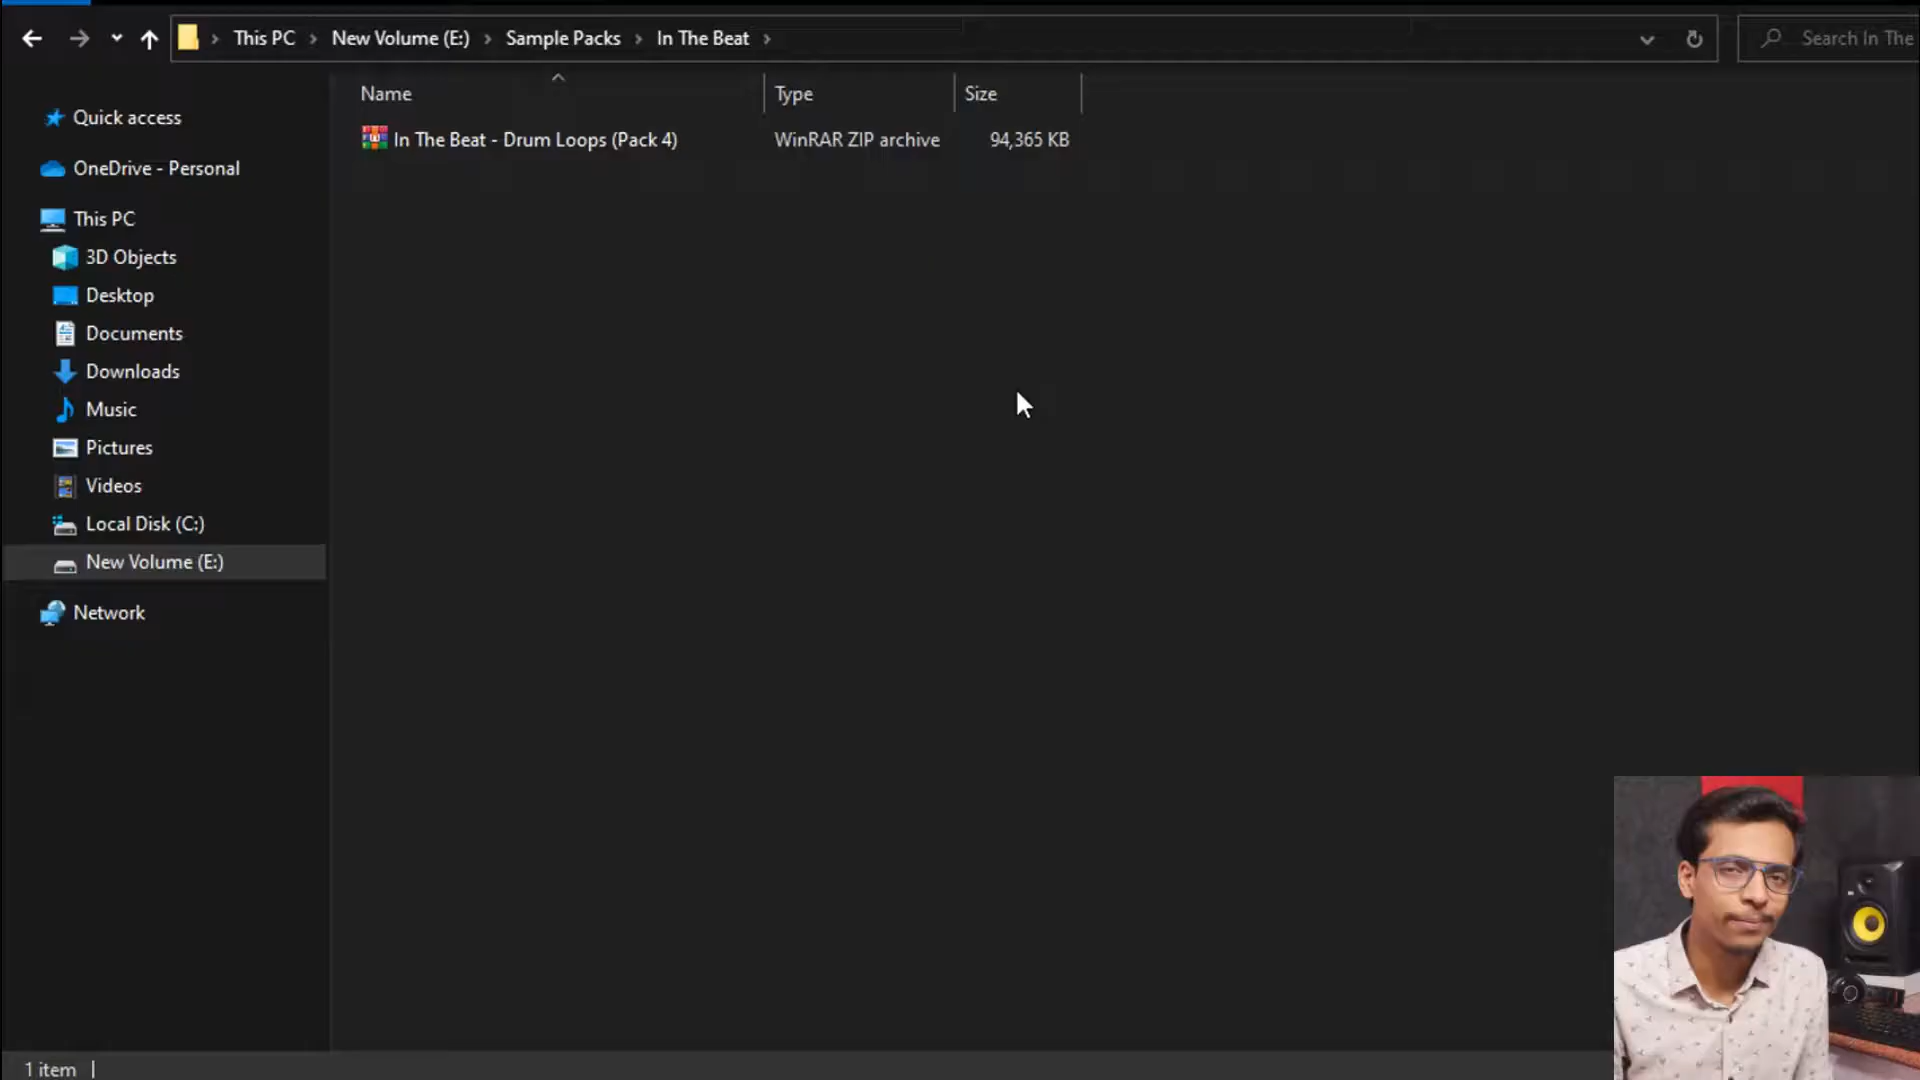 This PC > New Volume (E:) > Sample Packs > In The Beat >
Search In The
Name Type Size
In The Beat - Drum Loops (Pack 4) WinRAR ZIP archive 94,365 KB
Quick access
OneDrive - Personal
This PC
3D Objects
Desktop
Documents
Downloads
Music
Pictures
Videos
Local Disk (C:)
New Volume (E:)
Network
1 item